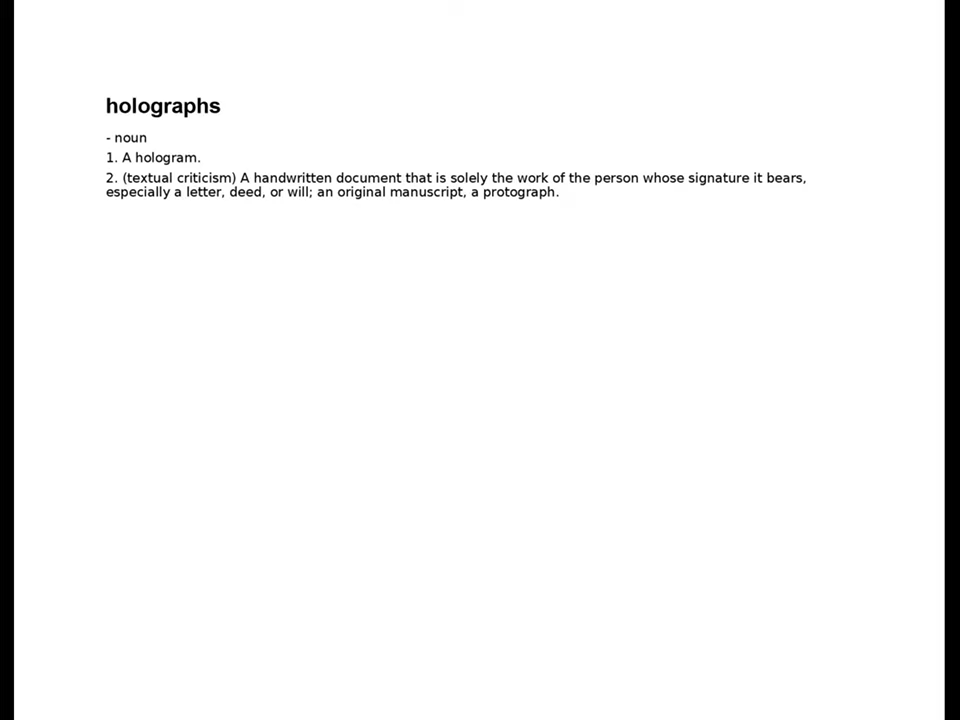 holographs
- noun
1. A hologram.
2. (textual criticism) A handwritten document that is solely the work of the person whose signature it bears,
especially a letter, deed, or will; an original manuscript, a protograph.